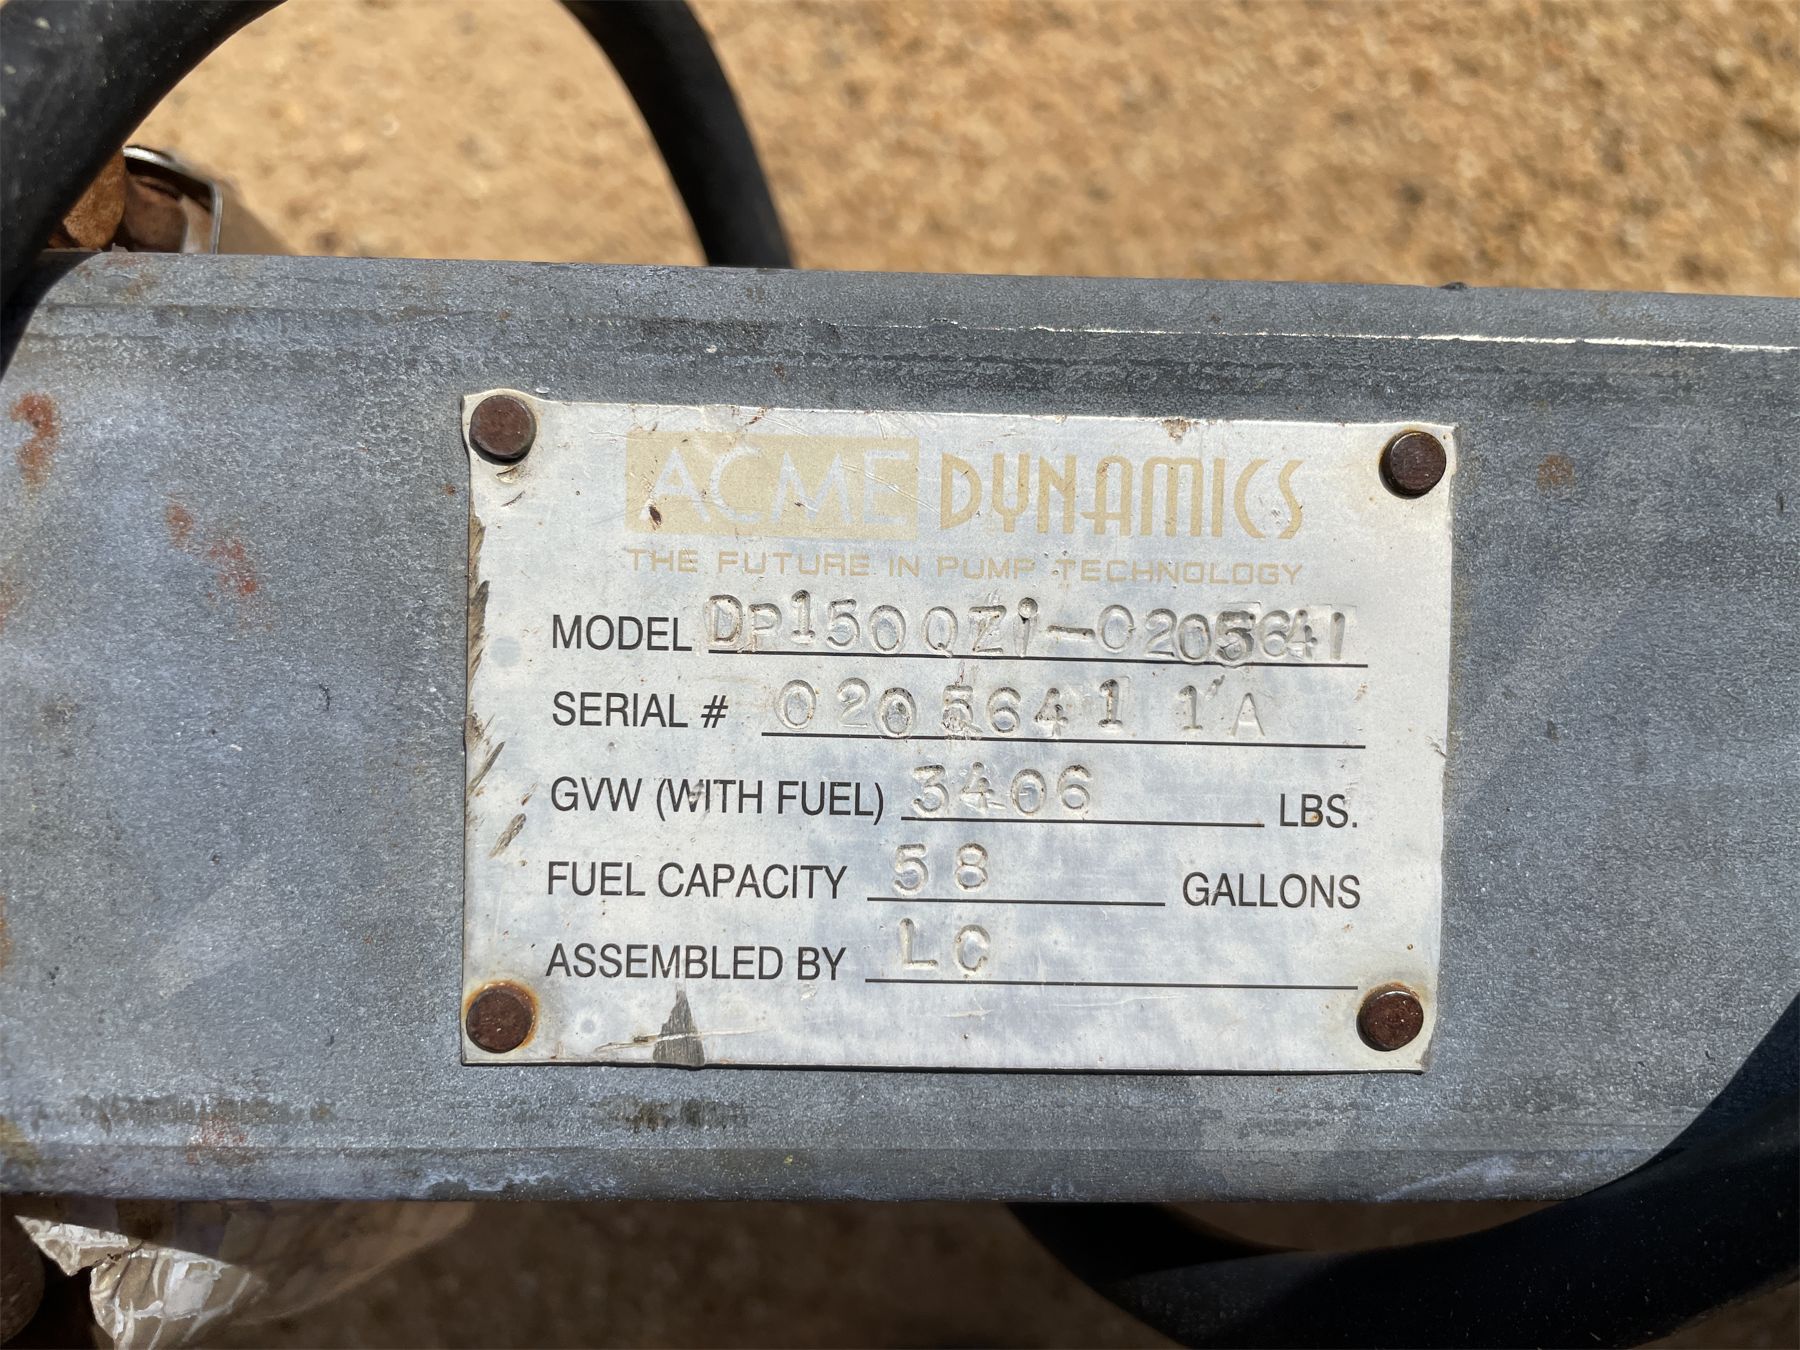 ACME DYNAMICS
THE FUTURE IN PUMP TECHNOLOGY
MODEL DP150QZi-0205641
SERIAL # 0205641 1 A
GVW (WITH FUEL) 3406 LBS.
FUEL CAPACITY 58 GALLONS
ASSEMBLED BY LC